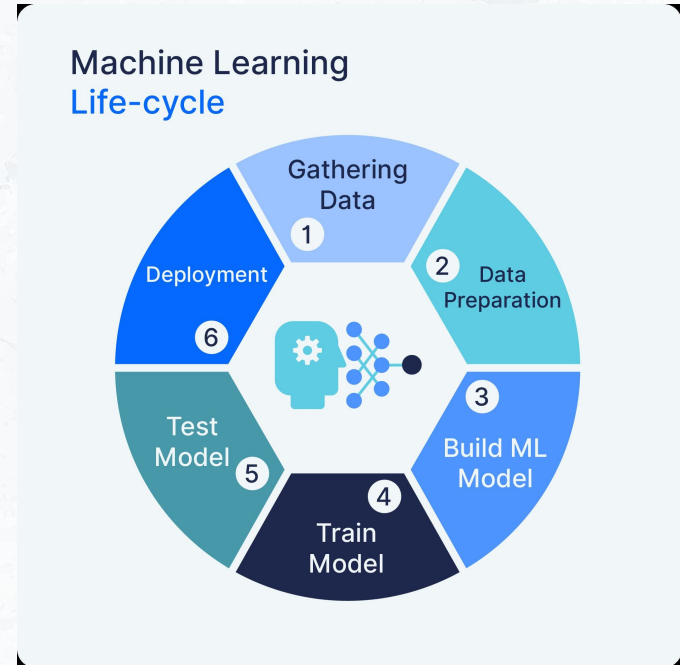 Machine Learning
Life-cycle
Gathering
Data
1
2
Data
Preparation
3
Build ML
Model
4
Train
Model
Test
Model
5
Deployment
6